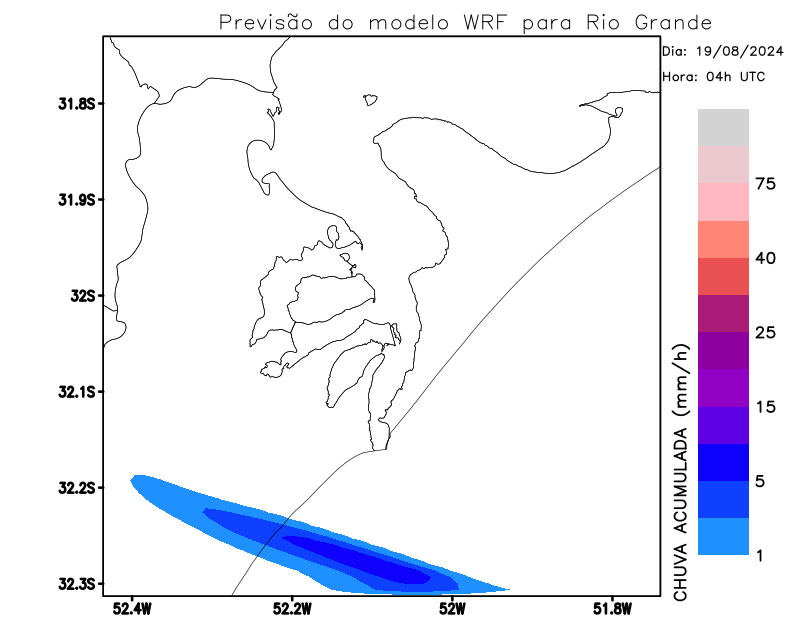 Previsão do modelo WRF para Rio Grande
Dia: 19/08/2024
Hora: 04h UTC
31.8S
31.9S
32S
32.1S
32.2S
32.3S
52.4W
52.2W
52W
51.8W
75
40
25
15
5
1
CHUVA ACUMULADA (mm/h)